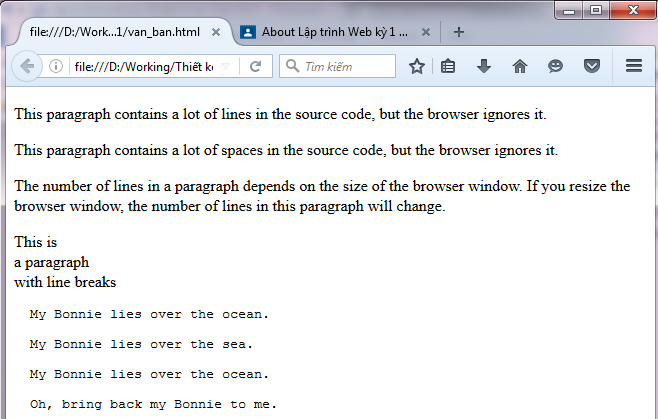 file:///D:/Work...1/van_ban.html
About Lập trình Web kỳ 1 ...
file:///D:/Working/Thiết kế
Tìm kiếm
This paragraph contains a lot of lines in the source code, but the browser ignores it.
This paragraph contains a lot of spaces in the source code, but the browser ignores it.
The number of lines in a paragraph depends on the size of the browser window. If you resize the
browser window, the number of lines in this paragraph will change.
This is
a paragraph
with line breaks
My Bonnie lies over the ocean.
My Bonnie lies over the sea.
My Bonnie lies over the ocean.
Oh, bring back my Bonnie to me.